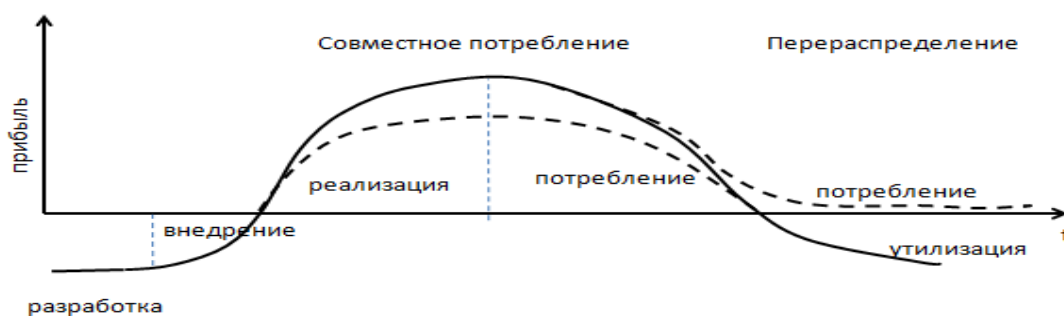 Совместное потребление
Перераспределение
прибыль
реализация
потребление
потребление
внедрение
t
утилизация
разработка